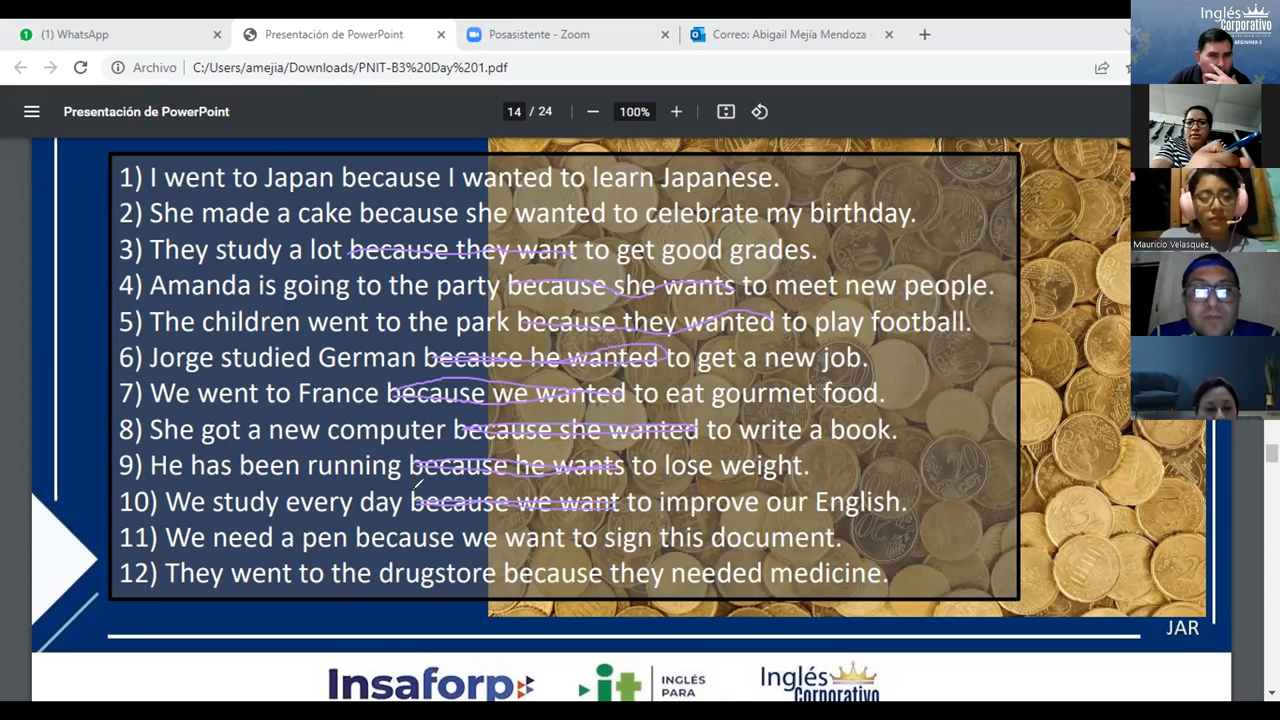 (1) WhatsApp
Presentación de PowerPoint
Posasistente - Zoom
Correo: Abigail Mejía Mendoza -
Archivo
C:/Users/amejia/Downloads/PNIT-B3%20Day%201.pdf
Presentación de PowerPoint
14 / 24
100%
1) I went to Japan because I wanted to learn Japanese.
2) She made a cake because she wanted to celebrate my birthday.
3) They study a lot because they want to get good grades.
4) Amanda is going to the party because she wants to meet new people.
5) The children went to the park because they wanted to play football.
6) Jorge studied German because he wanted to get a new job.
7) We went to France because we wanted to eat gourmet food.
8) She got a new computer because she wanted to write a book.
9) He has been running because he wants to lose weight.
10) We study every day because we want to improve our English.
11) We need a pen because we want to sign this document.
12) They went to the drugstore because they needed medicine.
JAR
Insaforp
it
INGLÉS
PARA
Inglés
Corporativo
Inglés
Corporativo
BEGINNER 3
Mauricio Velasquez